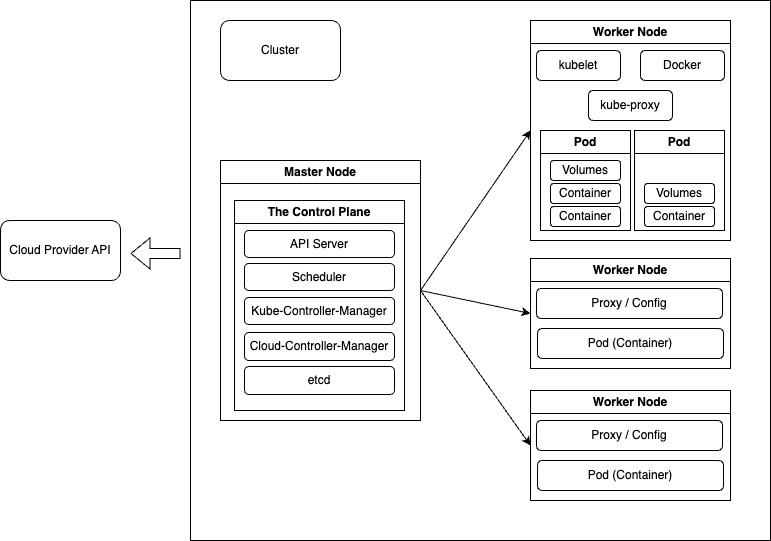 Cluster
Cloud Provider API
Master Node
The Control Plane
API Server
Scheduler
Kube-Controller-Manager
Cloud-Controller-Manager
etcd
Worker Node
kubelet
Docker
kube-proxy
Pod
Volumes
Container
Container
Pod
Volumes
Container
Worker Node
Proxy / Config
Pod (Container)
Worker Node
Proxy / Config
Pod (Container)